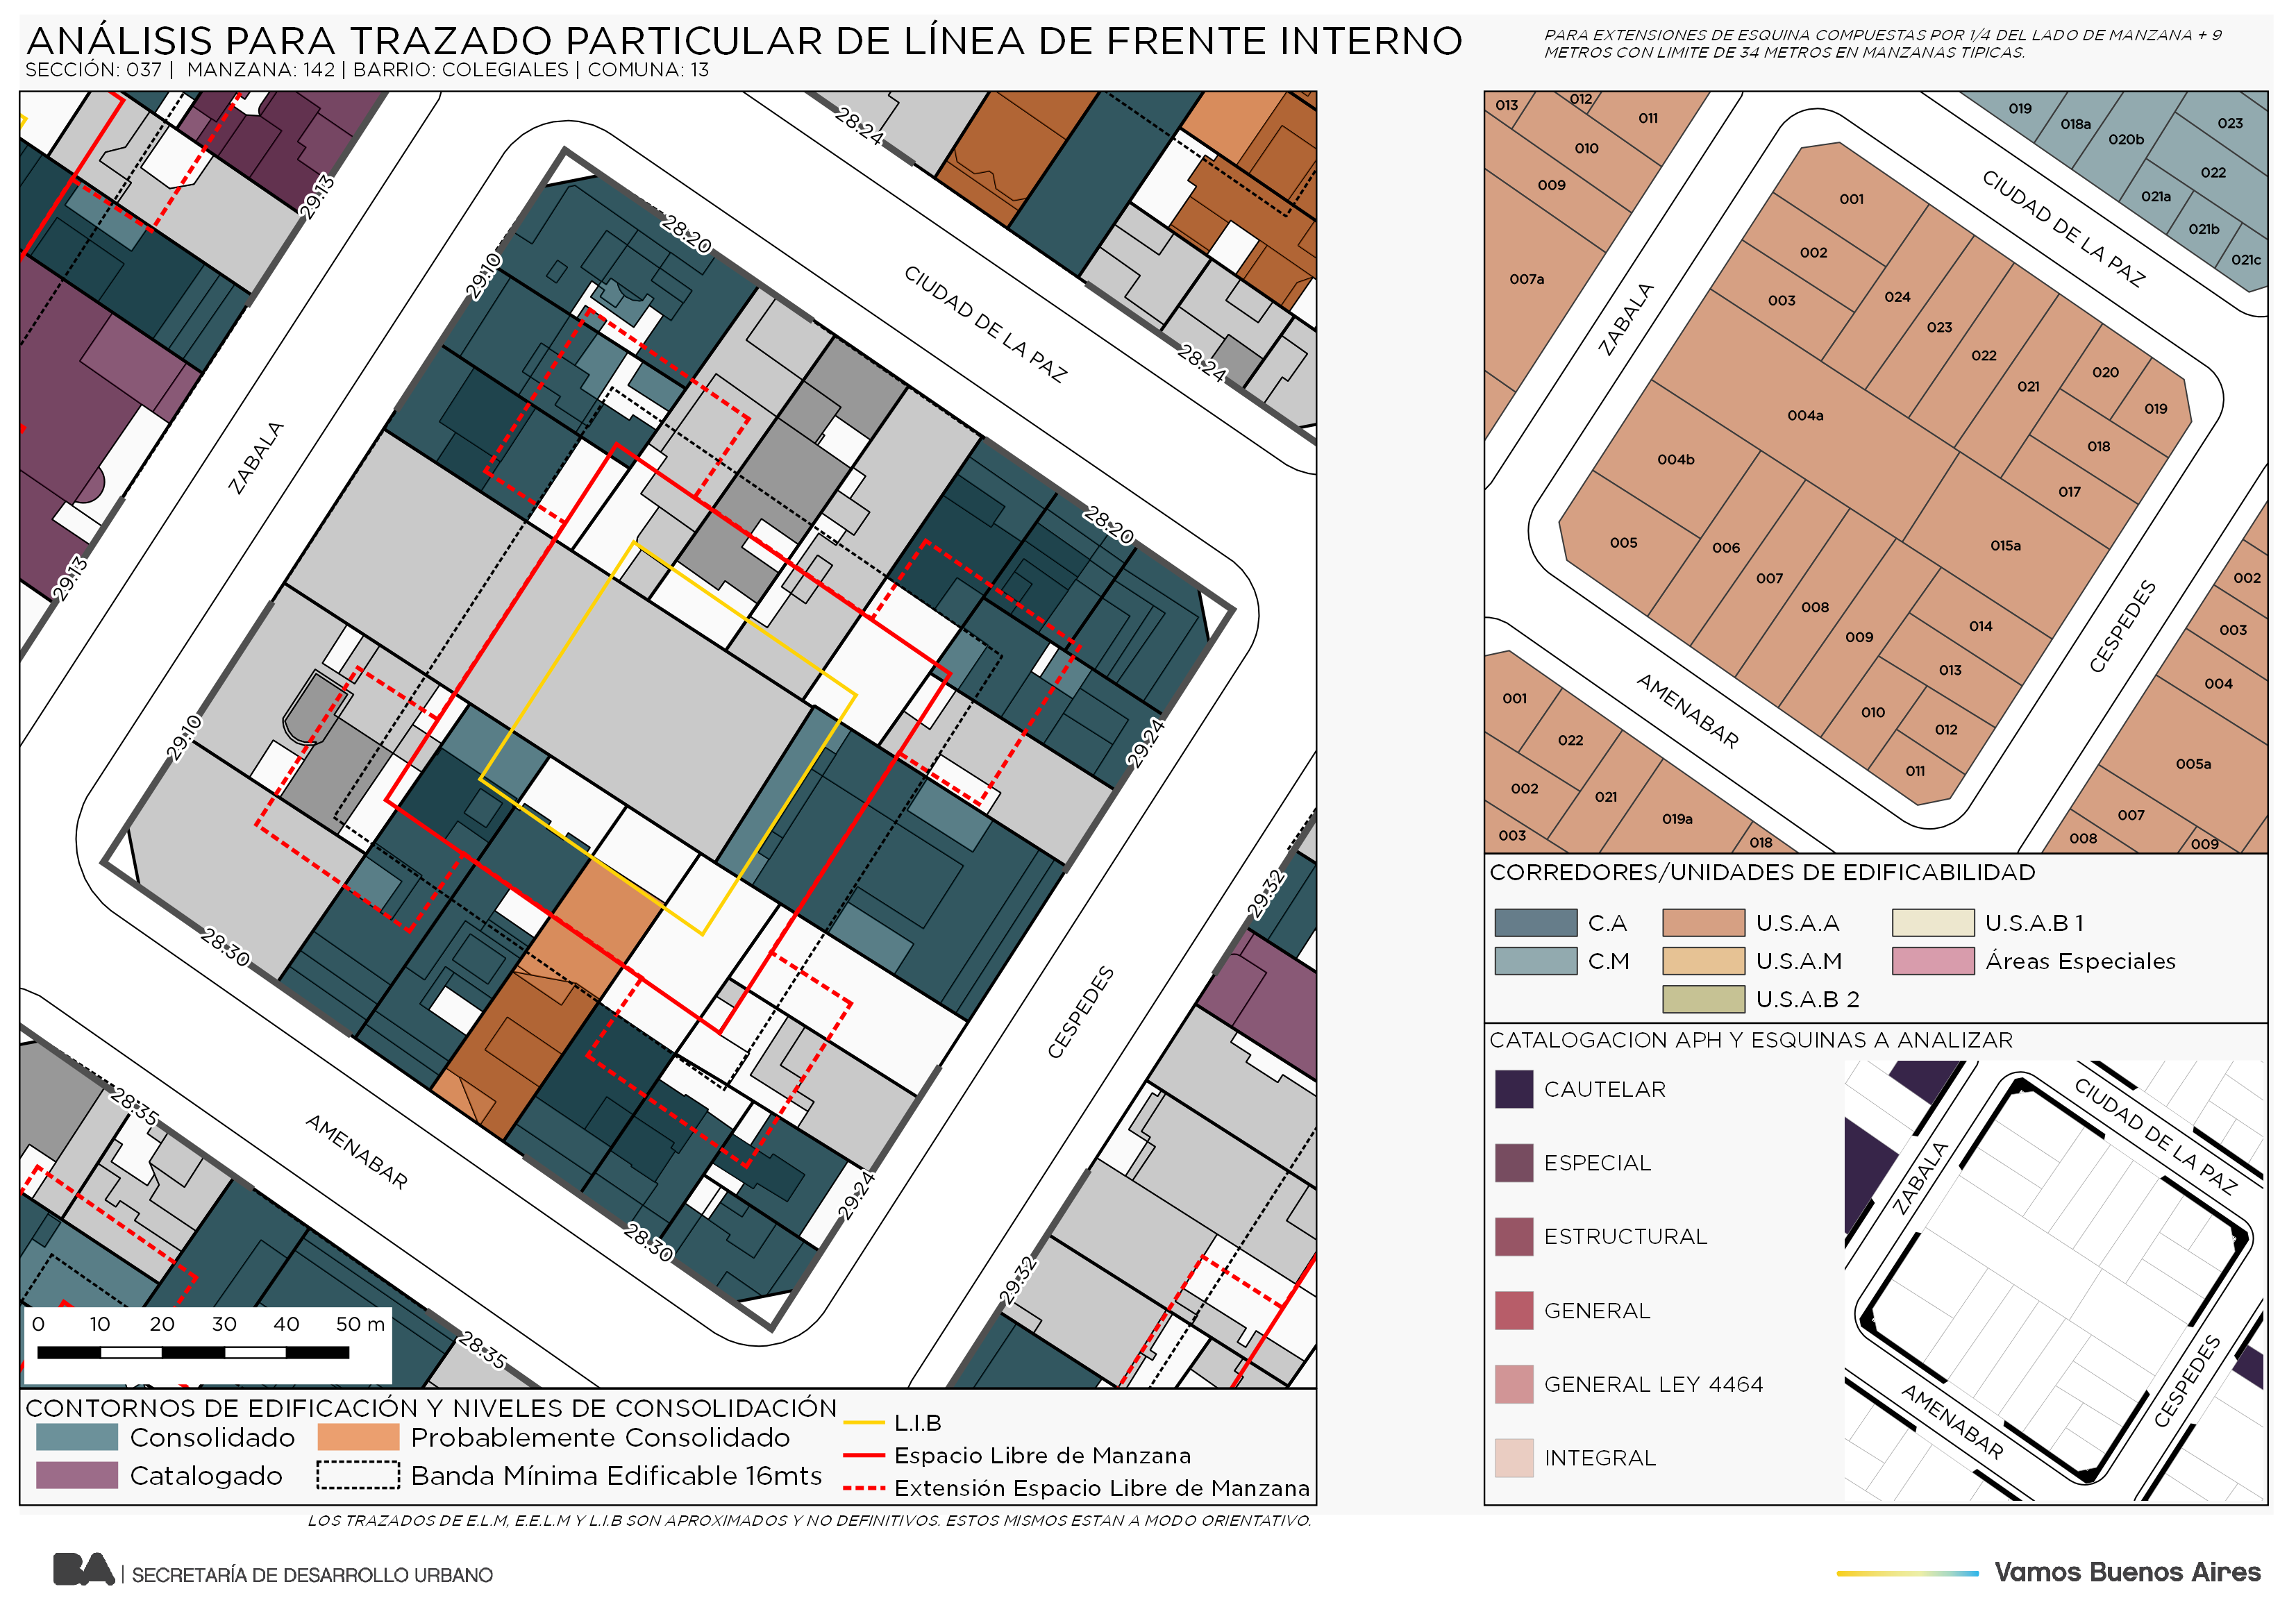 ANÁLISIS PARA TRAZADO PARTICULAR DE LÍNEA DE FRENTE INTERNO
SECCIÓN: 037 | MANZANA: 142 | BARRIO: COLEGIALES | COMUNA: 13
PARA EXTENSIONES DE ESQUINA COMPUESTAS POR 1/4 DEL LADO DE MANZANA + 9
METROS CON LIMITE DE 34 METROS EN MANZANAS TIPICAS.
28.24
29.13
28.20
29.10
CIUDAD DE LA PAZ
28.24
ZABALA
28.20
29.13
29.10
29.24
29.32
28.30
CESPEDES
28.35
AMENABAR
29.24
28.30
29.32
28.35
0 10 20 30 40 50 m
CONTORNOS DE EDIFICACIÓN Y NIVELES DE CONSOLIDACIÓN
Consolidado
Probablemente Consolidado
Catalogado
Banda Mínima Edificable 16mts
L.I.B
Espacio Libre de Manzana
Extensión Espacio Libre de Manzana
LOS TRAZADOS DE E.L.M, E.E.L.M Y L.I.B SON APROXIMADOS Y NO DEFINITIVOS. ESTOS MISMOS ESTAN A MODO ORIENTATIVO.
013
012
011
010
009
007a
019
018a
020b
023
022
021a
021b
021c
CIUDAD DE LA PAZ
ZABALA
001
002
003
024
023
022
021
020
019
018
017
004a
004b
005
006
007
008
009
015a
014
013
010
012
011
AMENABAR
CESPEDES
001
022
002
021
003
019a
018
002
003
004
005a
007
008
009
CORREDORES/UNIDADES DE EDIFICABILIDAD
C.A
U.S.A.A
U.S.A.B 1
C.M
U.S.A.M
Áreas Especiales
U.S.A.B 2
CATALOGACION APH Y ESQUINAS A ANALIZAR
CAUTELAR
ESPECIAL
ESTRUCTURAL
GENERAL
GENERAL LEY 4464
INTEGRAL
CIUDAD DE LA PAZ
ZABALA
AMENABAR
CESPEDES
BA | SECRETARÍA DE DESARROLLO URBANO
Vamos Buenos Aires